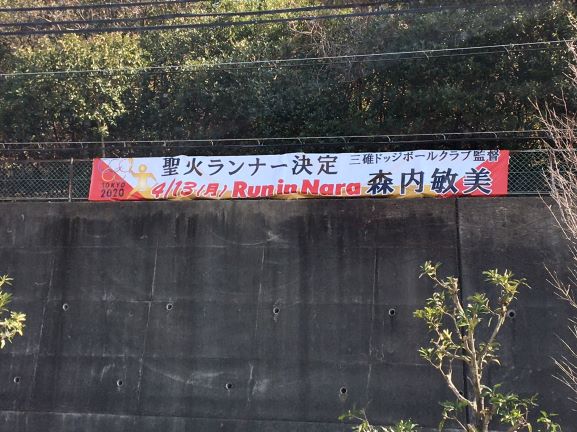 聖火ランナー決定
三碓ドッジボールクラブ監督
TOKYO
2020
4/13(月) Run in Nara
森内敏美